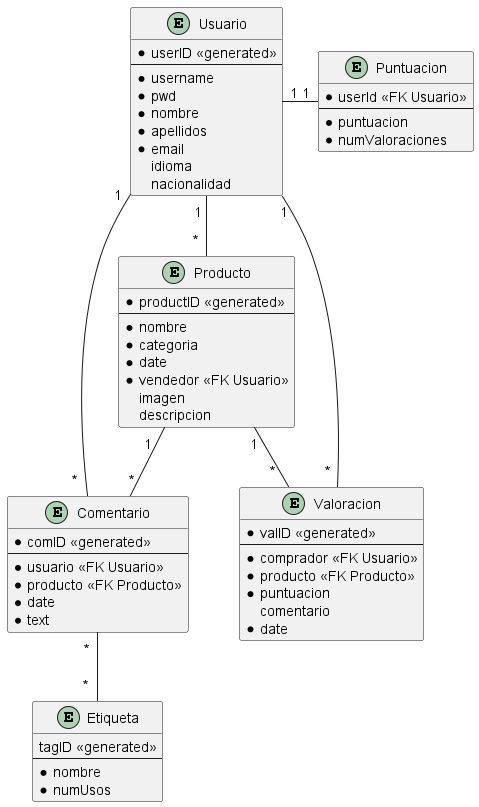 E Usuario
userID «generated»
username
pwd
nombre
apellidos
email
idioma
nacionalidad
E Puntuacion
userId «FK Usuario»
puntuacion
numValoraciones
1 1
1
1
1
*
E Producto
productID «generated»
nombre
categoria
date
vendedor «FK Usuario»
imagen
descripcion
1
1
*
*
*
*
E Comentario
comID «generated»
usuario «FK Usuario»
producto «FK Producto»
date
text
E Valoracion
valID «generated»
comprador «FK Usuario»
producto «FK Producto»
puntuacion
comentario
date
*
*
E Etiqueta
tagID «generated»
nombre
numUsos